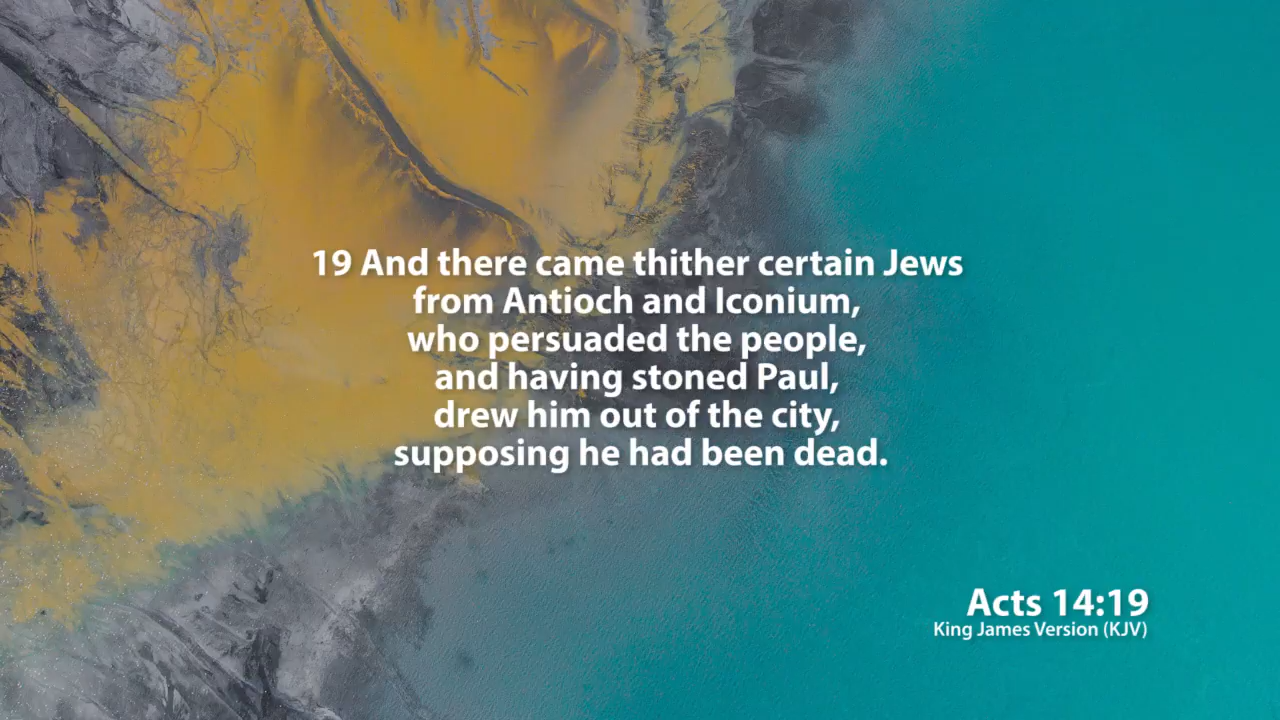 19 And there came thither certain Jews
from Antioch and Iconium,
who persuaded the people,
and having stoned Paul,
drew him out of the city,
supposing he had been dead.
Acts 14:19
King James Version (KJV)